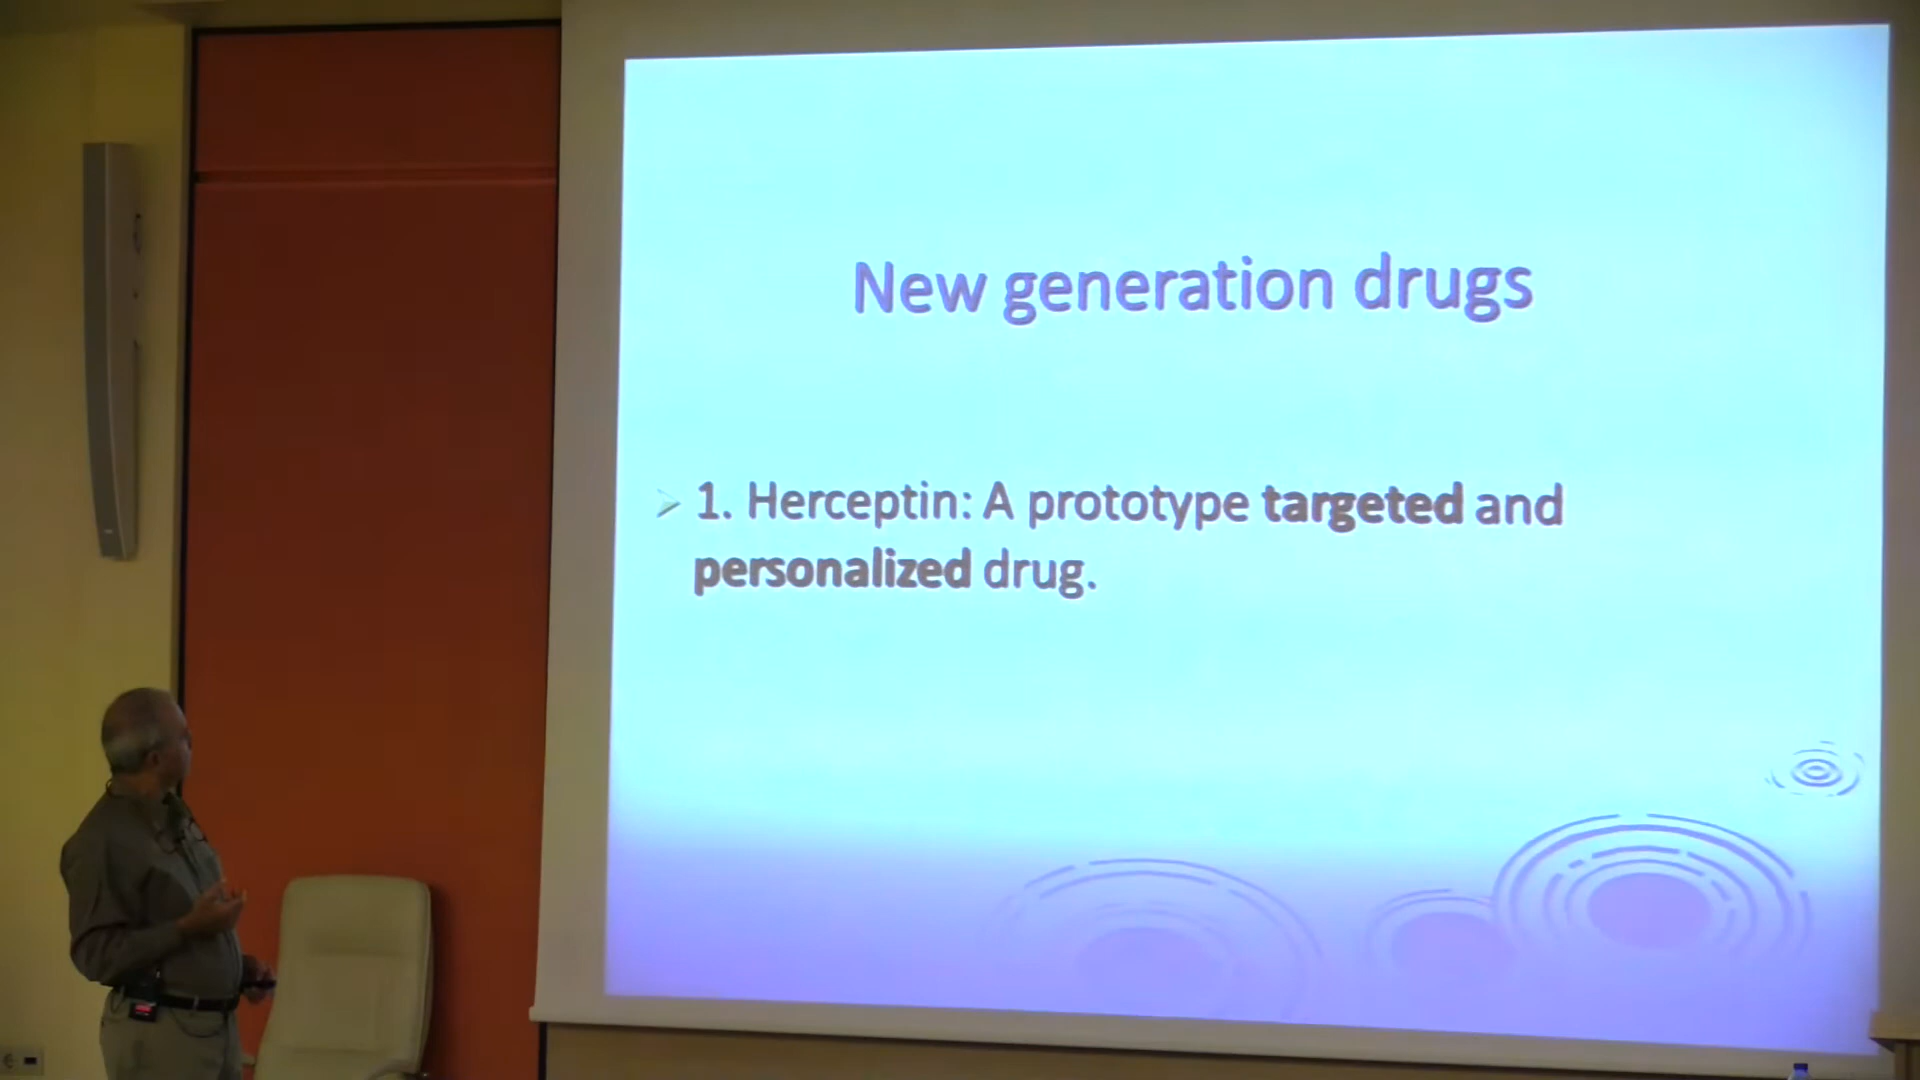 New generation drugs
1. Herceptin: A prototype targeted and
personalized drug.